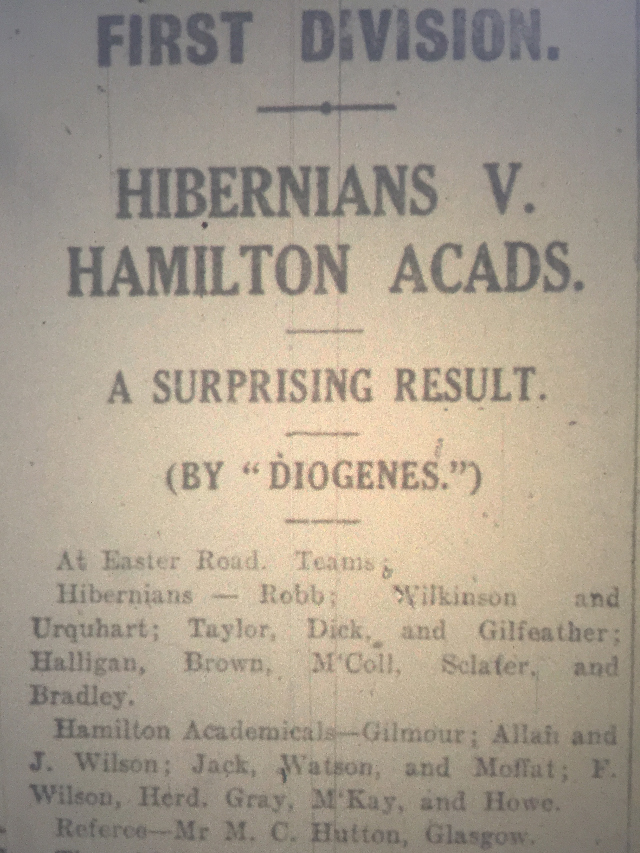 FIRST DIVISION.
HIBERNIANS V.
HAMILTON ACADS.
A SURPRISING RESULT.
(BY “DIOGENES.”)
At Easter Road. Teams:
Hibernians — Robb; Wilkinson and
Urquhart; Taylor, Dick, and Gilfeather;
Halligan, Brown, M‘Coll, Sclater, and
Bradley.
Hamilton Academicals—Gilmour; Allan and
J. Wilson; Jack, Watson, and Moffat; F.
Wilson, Herd, Gray, M‘Kay, and Howe.
Referee—Mr M. C. Hutton, Glasgow.